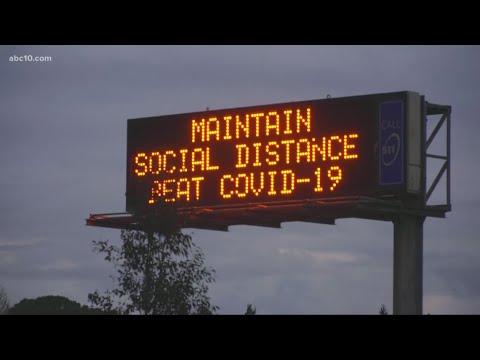 abc10.com
MAINTAIN
SOCIAL DISTANCE
BEAT COVID-19
CALL
511